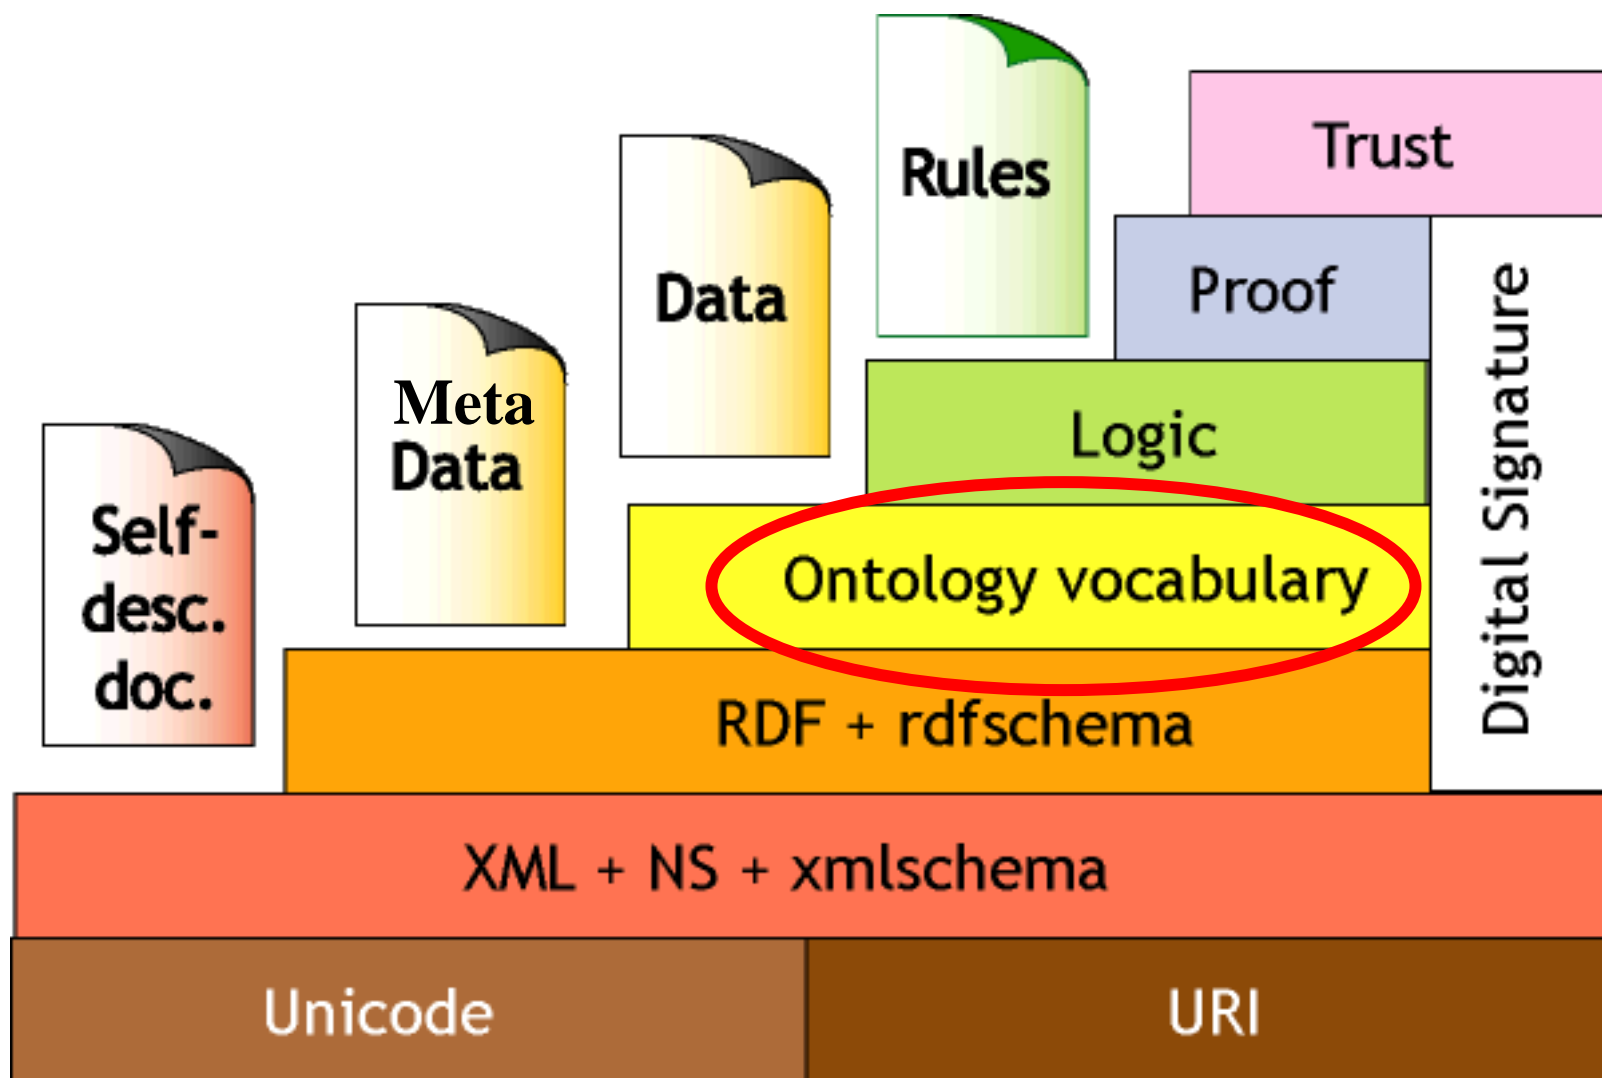 Rules
Trust
Data
Proof
Meta
Data
Logic
Self-
desc.
doc.
Ontology vocabulary
Digital Signature
RDF + rdfschema
XML + NS + xmlschema
Unicode
URI